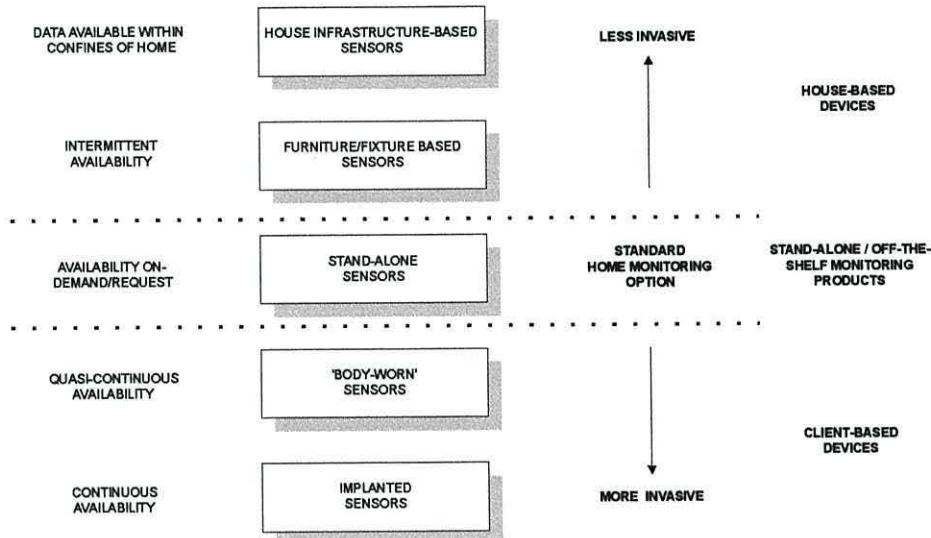 DATA AVAILABLE WITHIN
CONFINES OF HOME
HOUSE INFRASTRUCTURE-BASED
SENSORS
LESS INVASIVE
HOUSE-BASED
DEVICES
INTERMITTENT
AVAILABILITY
FURNITURE/FIXTURE BASED
SENSORS
AVAILABILITY ON-
DEMAND/REQUEST
STAND-ALONE
SENSORS
STANDARD
HOME MONITORING
OPTION
STAND-ALONE / OFF-THE-
SHELF MONITORING
PRODUCTS
QUASI-CONTINUOUS
AVAILABILITY
'BODY-WORN'
SENSORS
CLIENT-BASED
DEVICES
CONTINUOUS
AVAILABILITY
IMPLANTED
SENSORS
MORE INVASIVE